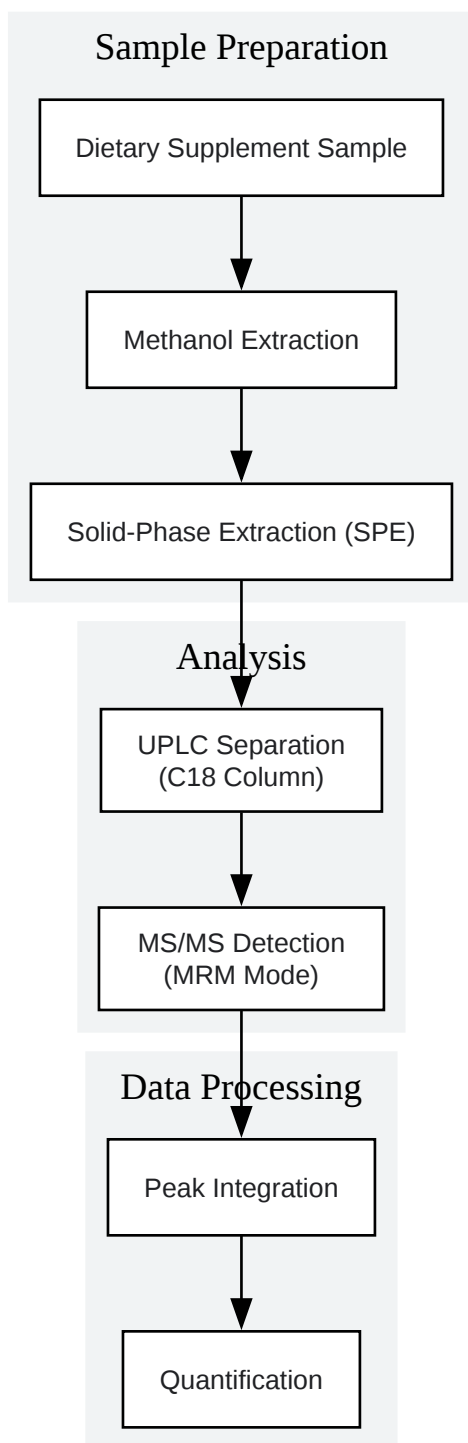 Sample Preparation
Dietary Supplement Sample
Methanol Extraction
Solid-Phase Extraction (SPE)
Analysis
UPLC Separation
(C18 Column)
MS/MS Detection
(MRM Mode)
Data Processing
Peak Integration
Quantification